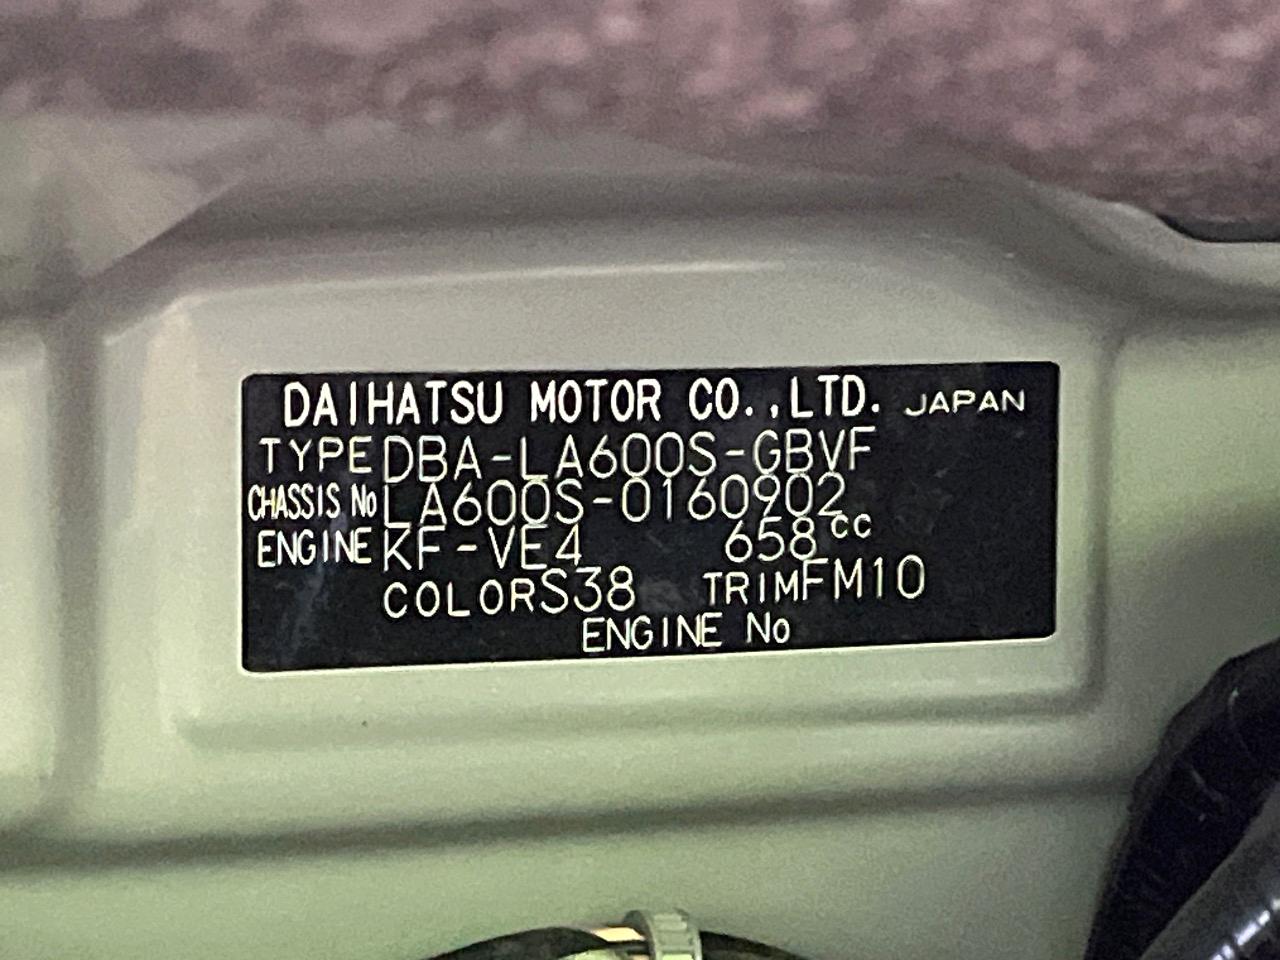 DAIHATSU MOTOR CO.,LTD. JAPAN
TYPE DBA-LA600S-GBVF
CHASSIS No LA600S-0160902
ENGINE KF-VE4 658cc
COLOR S38 TRIM FM10
ENGINE No